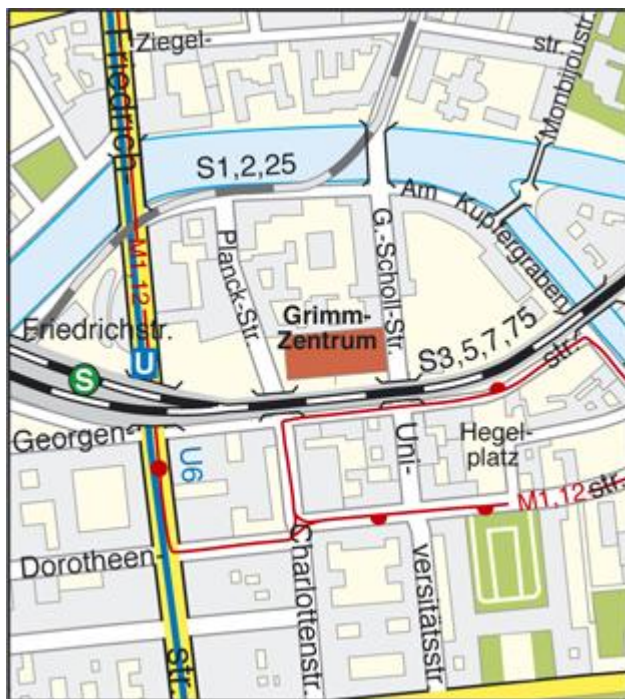 Friedrich-
Ziegel-
str.
Monbijoustr.
S1,2,25
Am Kupfergraben
M1,12
Planck-Str.
G.-Scholl-Str.
Grimm-
Zentrum
Friedrichstr.
S3,5,7,75
U
S
str.
Georgen-
U6
Uni-
Hegel-
platz
M1,12
str.
Dorotheen-
Charlottenstr.
versitätsstr.
str.